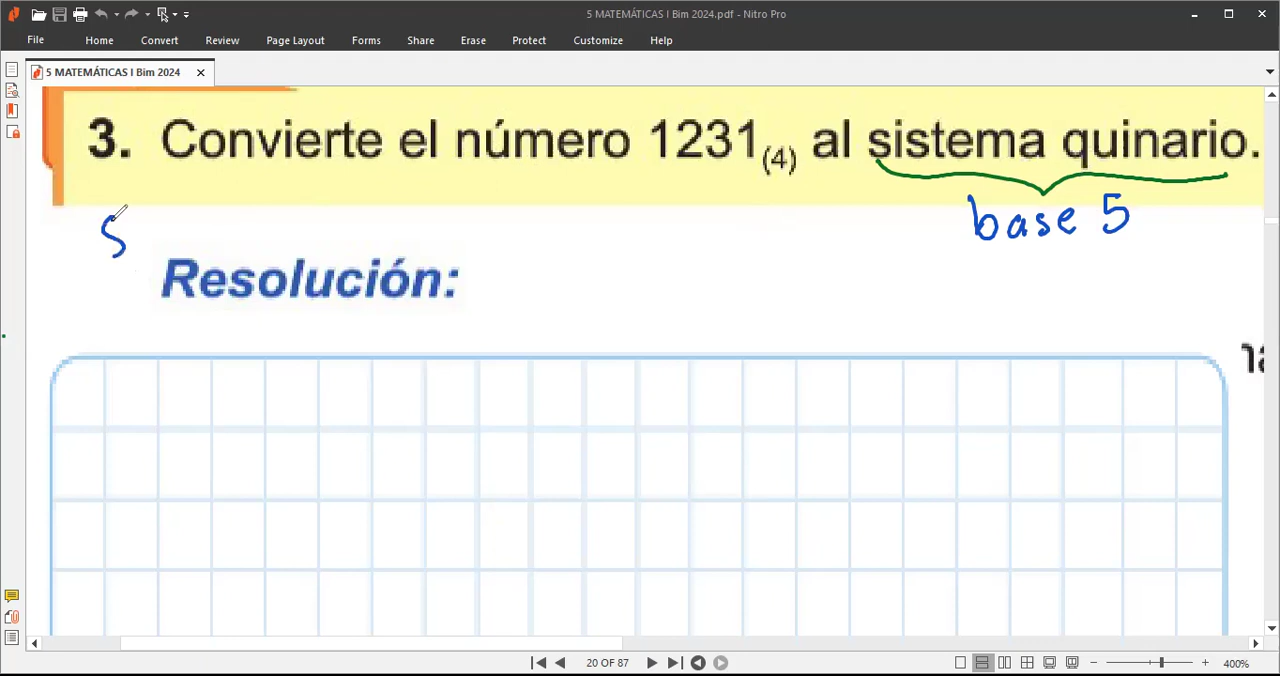 5 MATEMÁTICAS I Bim 2024.pdf - Nitro Pro
File Home Convert Review Page Layout Forms Share Erase Protect Customize Help
5 MATEMÁTICAS I Bim 2024
3. Convierte el número 1231(4) al sistema quinario.
base 5
Resolución:
20 OF 87
400%